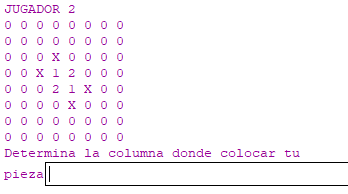 JUGADOR 2
0 0 0 0 0 0 0 0
0 0 0 0 0 0 0 0
0 0 0 X 0 0 0 0
0 0 X 1 2 0 0 0
0 0 0 2 1 X 0 0
0 0 0 0 X 0 0 0
0 0 0 0 0 0 0 0
0 0 0 0 0 0 0 0
Determina la columna donde colocar tu
pieza